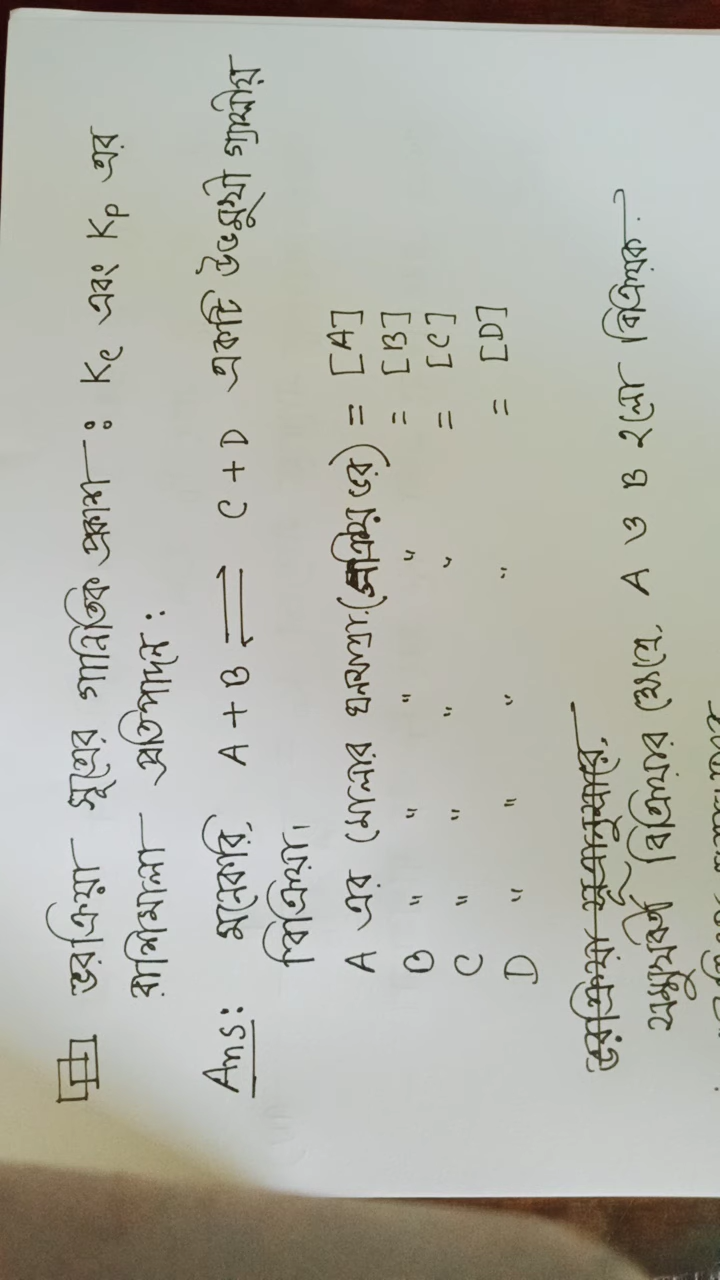 ভরক্রিয়া সূত্রের গানিতিক প্রকাশ : Kc এবং Kp এর
রাশিমালা প্রতিপাদন :
Ans: মনেকরি, A + B ⇌ C + D একটি উভমুখী গ্যাসীয়
বিক্রিয়া।
A এর মোলার ঘনমাত্রা (সক্রিয় ভর) = [A]
B " " " " = [B]
C " " " " = [C]
D " " " " = [D]
ভরক্রিয়া সূত্রানুসারে,
সম্মুখবর্তী বিক্রিয়ার ক্ষেত্রে, A ও B হলো বিক্রিয়ক.